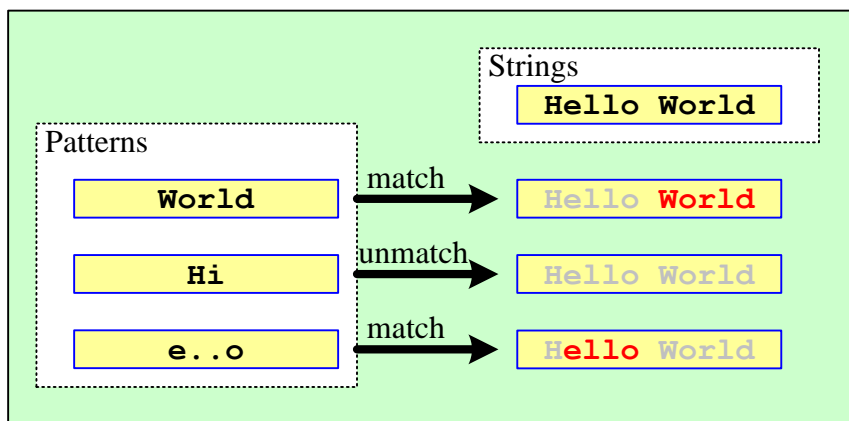 Strings
Hello World
Patterns
World
match
Hello World
Hi
unmatch
Hello World
e..o
match
Hello World